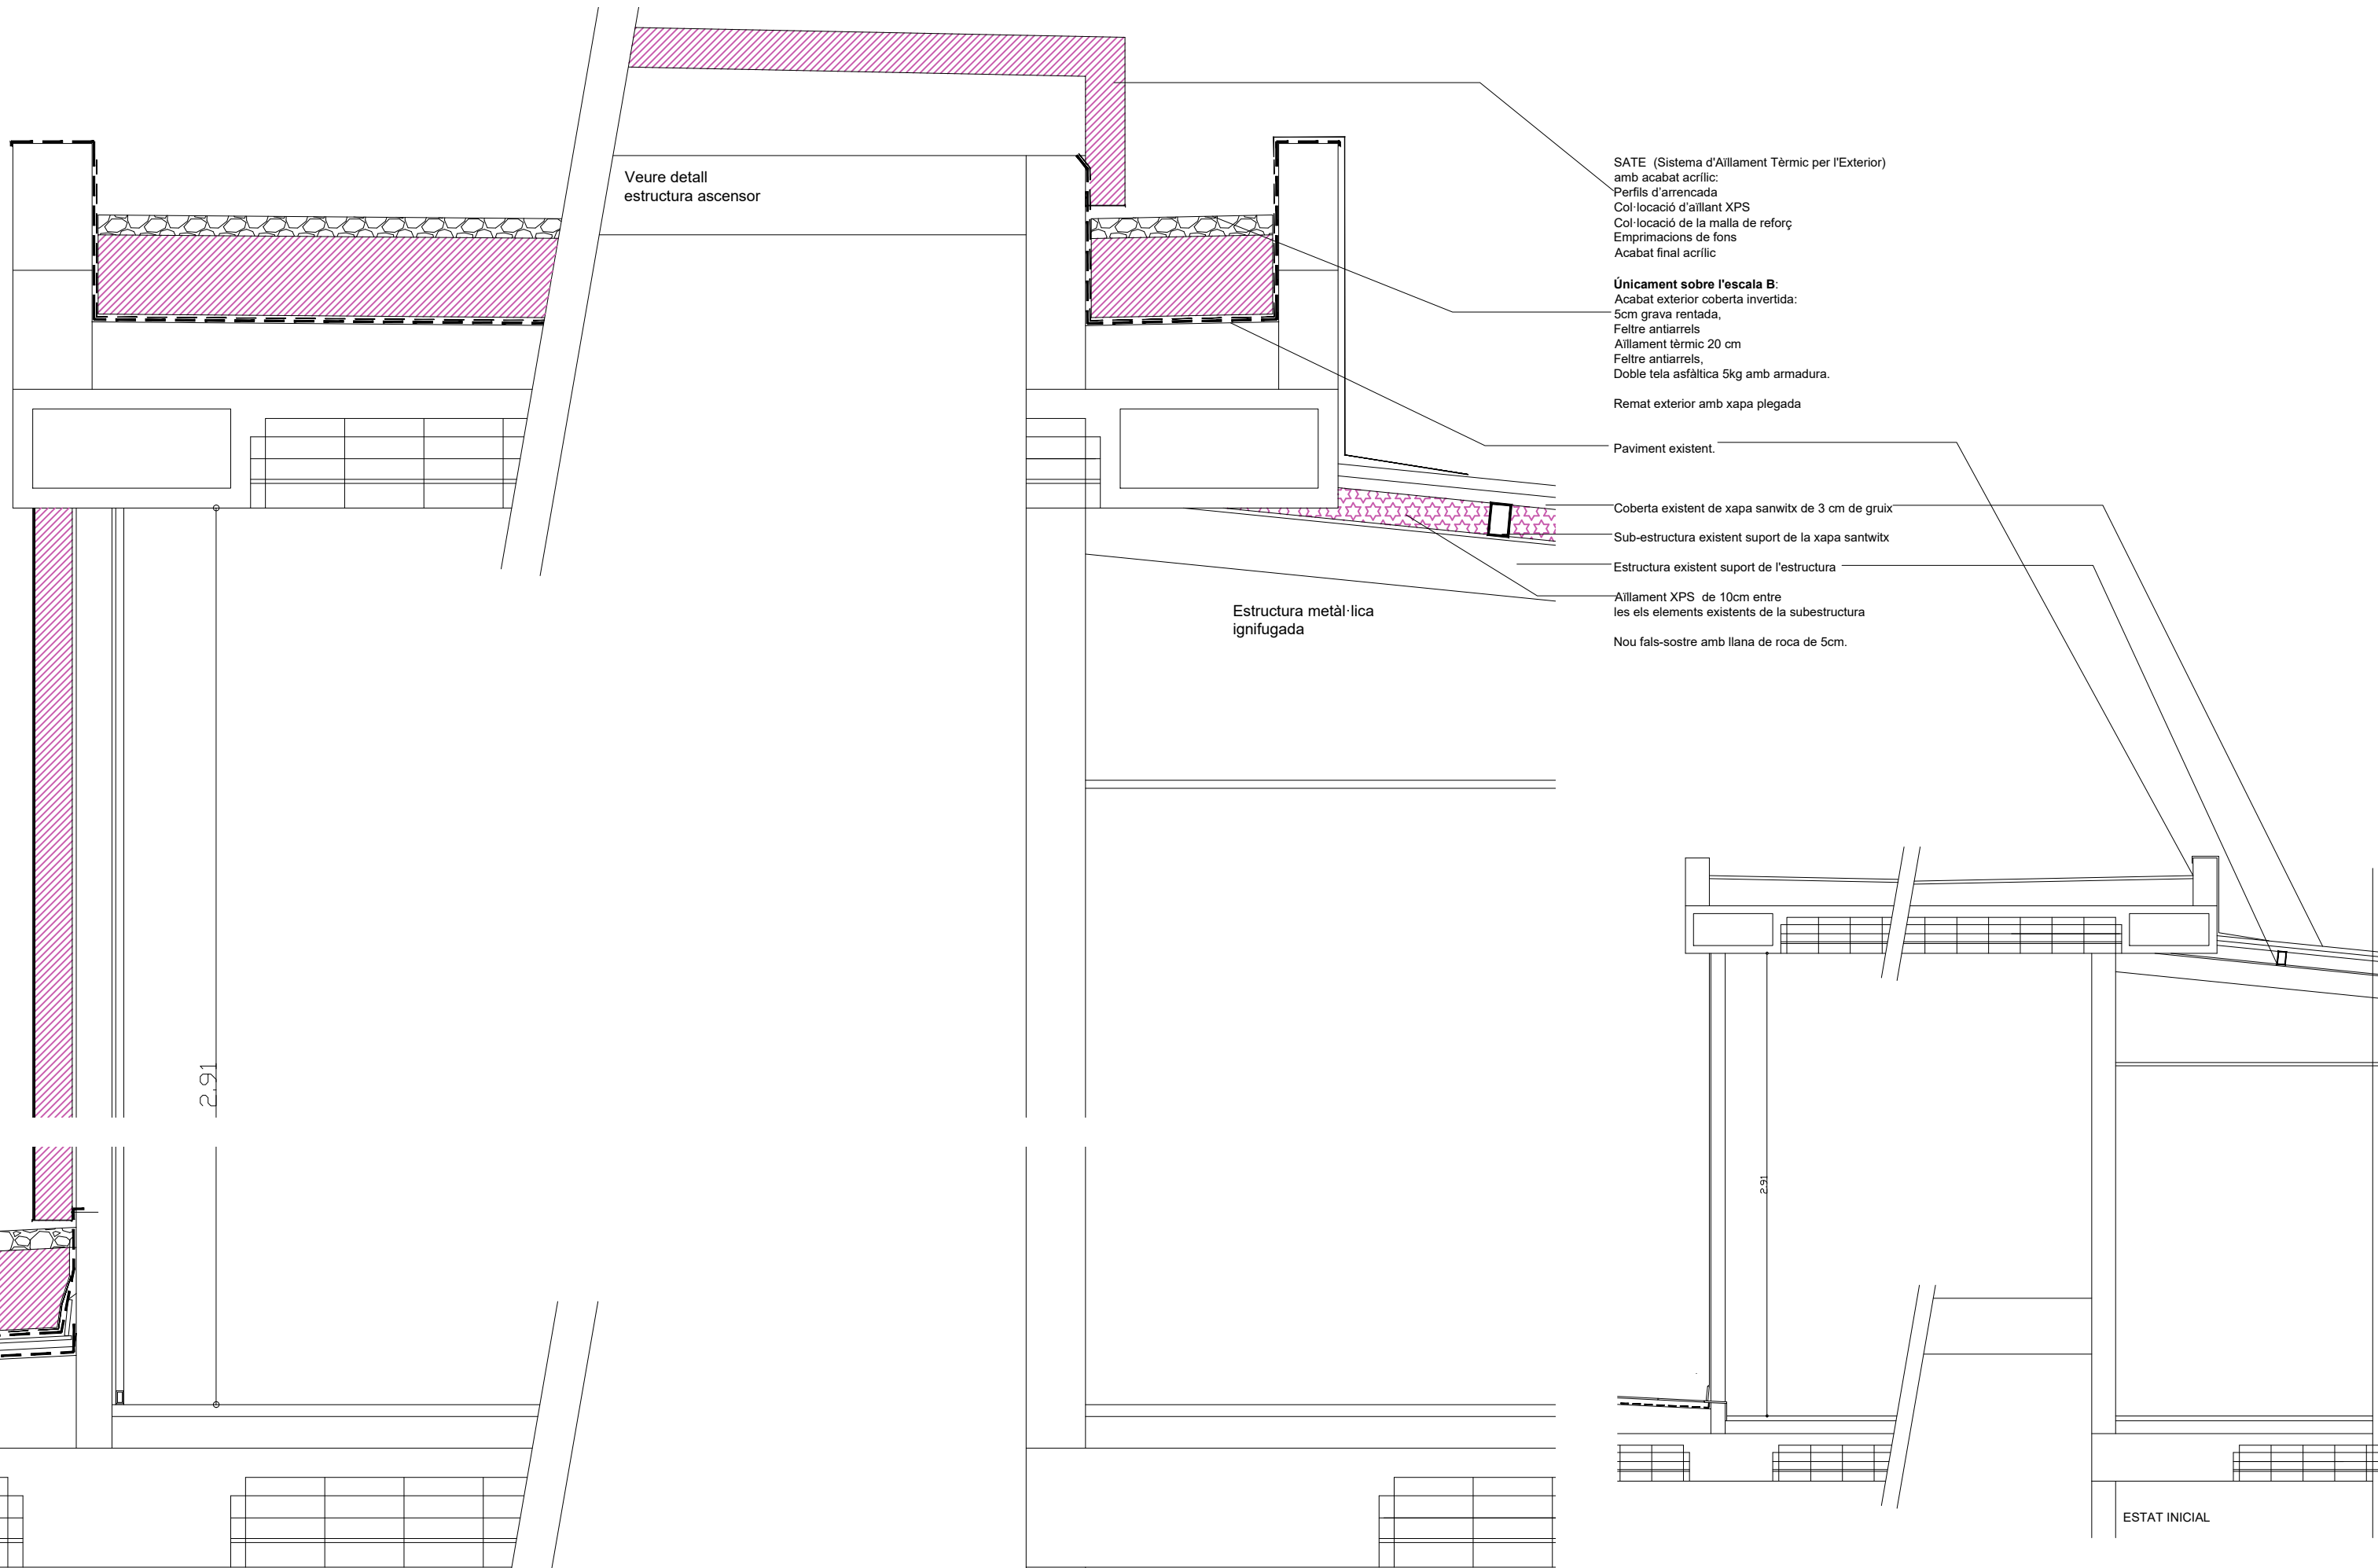 Veure detall
estructura ascensor
SATE (Sistema d'Aïllament Tèrmic per l'Exterior)
amb acabat acrílic:
Perfils d'arrencada
Col·locació d'aïllant XPS
Col·locació de la malla de reforç
Emprimacions de fons
Acabat final acrílic
Únicament sobre l'escala B:
Acabat exterior coberta invertida:
5cm grava rentada,
Feltre antiarrels
Aïllament tèrmic 20 cm
Feltre antiarrels,
Doble tela asfàltica 5kg amb armadura.
Remat exterior amb xapa plegada
Paviment existent.
Coberta existent de xapa sanwitx de 3 cm de gruix
Sub-estructura existent suport de la xapa santwitx
Estructura existent suport de l'estructura
Aïllament XPS de 10cm entre
les els elements existents de la subestructura
Nou fals-sostre amb llana de roca de 5cm.
Estructura metàl·lica
ignifugada
2.91
2.91
ESTAT INICIAL